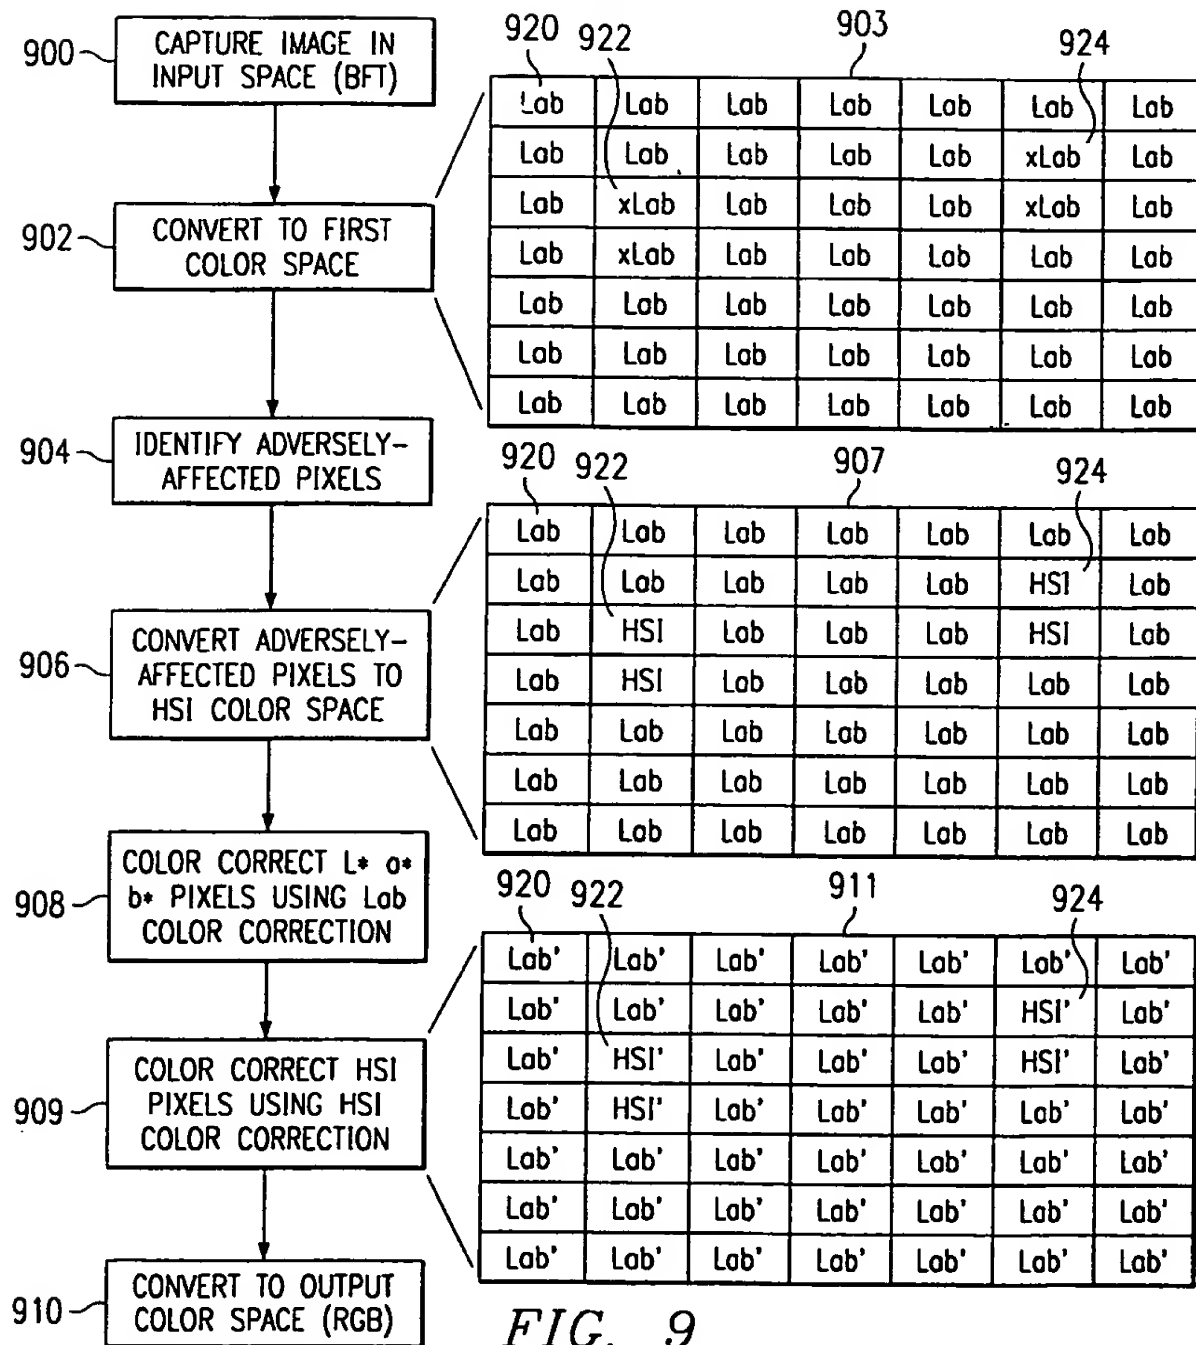 900
CAPTURE IMAGE IN
INPUT SPACE (BFT)
902
CONVERT TO FIRST
COLOR SPACE
904
IDENTIFY ADVERSELY-
AFFECTED PIXELS
906
CONVERT ADVERSELY-
AFFECTED PIXELS TO
HSI COLOR SPACE
908
COLOR CORRECT L* a*
b* PIXELS USING Lab
COLOR CORRECTION
909
COLOR CORRECT HSI
PIXELS USING HSI
COLOR CORRECTION
910
CONVERT TO OUTPUT
COLOR SPACE (RGB)
920 922 903 924
Lab Lab Lab Lab Lab Lab Lab
Lab Lab Lab Lab Lab xLab Lab
Lab xLab Lab Lab Lab xLab Lab
Lab xLab Lab Lab Lab Lab Lab
Lab Lab Lab Lab Lab Lab Lab
Lab Lab Lab Lab Lab Lab Lab
Lab Lab Lab Lab Lab Lab Lab
920 922 907 924
Lab Lab Lab Lab Lab Lab Lab
Lab Lab Lab Lab Lab HSI Lab
Lab HSI Lab Lab Lab HSI Lab
Lab HSI Lab Lab Lab Lab Lab
Lab Lab Lab Lab Lab Lab Lab
Lab Lab Lab Lab Lab Lab Lab
Lab Lab Lab Lab Lab Lab Lab
920 922 911 924
Lab' Lab' Lab' Lab' Lab' Lab' Lab'
Lab' Lab' Lab' Lab' Lab' HSI' Lab'
Lab' HSI' Lab' Lab' Lab' HSI' Lab'
Lab' HSI' Lab' Lab' Lab' Lab' Lab'
Lab' Lab' Lab' Lab' Lab' Lab' Lab'
Lab' Lab' Lab' Lab' Lab' Lab' Lab'
Lab' Lab' Lab' Lab' Lab' Lab' Lab'
FIG. 9